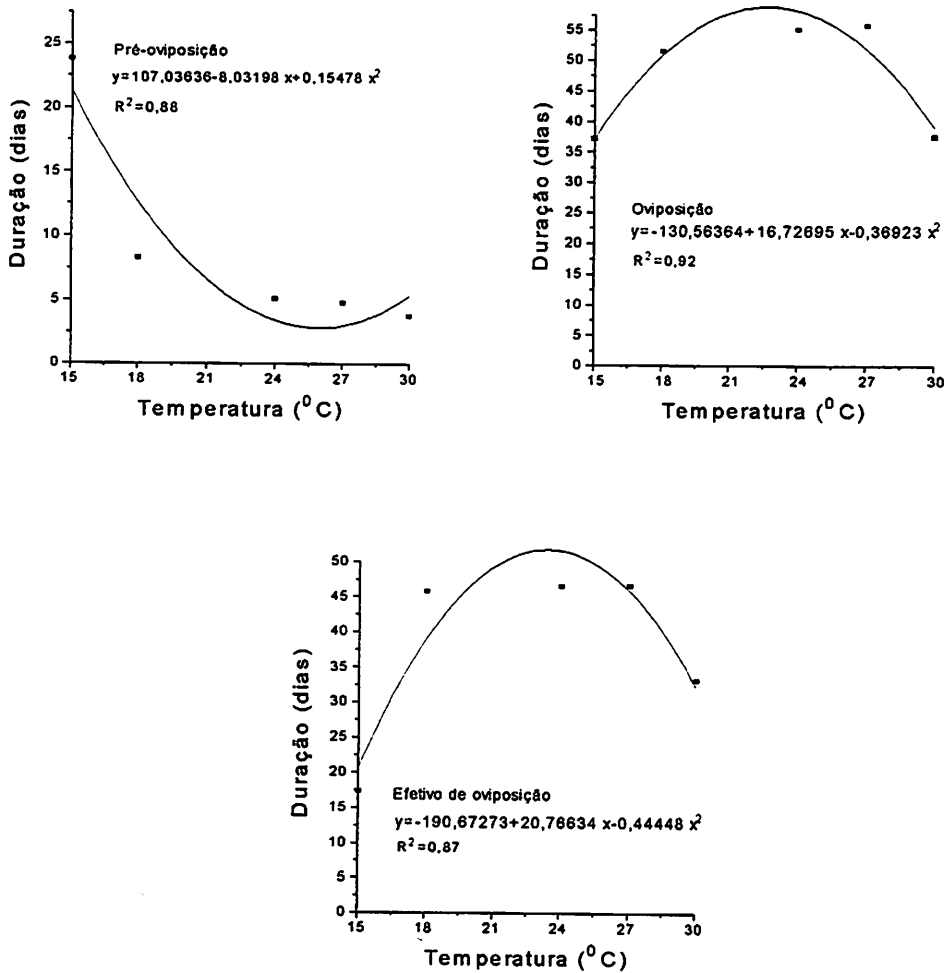 Duração (dias)
25
20
15
10
5
0
Pré-oviposição
y=107,03636-8,03198 x+0,15478 x²
R²=0,88
15 18 21 24 27 30
Temperatura (⁰C)
Duração (dias)
55
50
45
40
35
30
25
20
15
10
5
0
Oviposição
y=-130,56364+16,72695 x-0,36923 x²
R²=0,92
15 18 21 24 27 30
Temperatura (⁰C)
Duração (dias)
50
45
40
35
30
25
20
15
10
5
0
Efetivo de oviposição
y=-190,67273+20,76634 x-0,44448 x²
R²=0,87
15 18 21 24 27 30
Temperatura (⁰C)